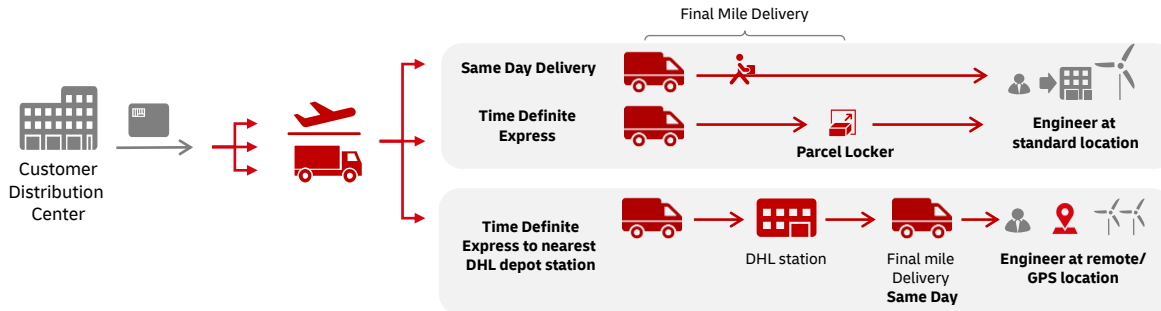 Final Mile Delivery
Same Day Delivery
Time Definite
Express
Parcel Locker
Engineer at
standard location
Customer
Distribution
Center
Time Definite
Express to nearest
DHL depot station
DHL station
Final mile
Delivery
Same Day
Engineer at remote/
GPS location